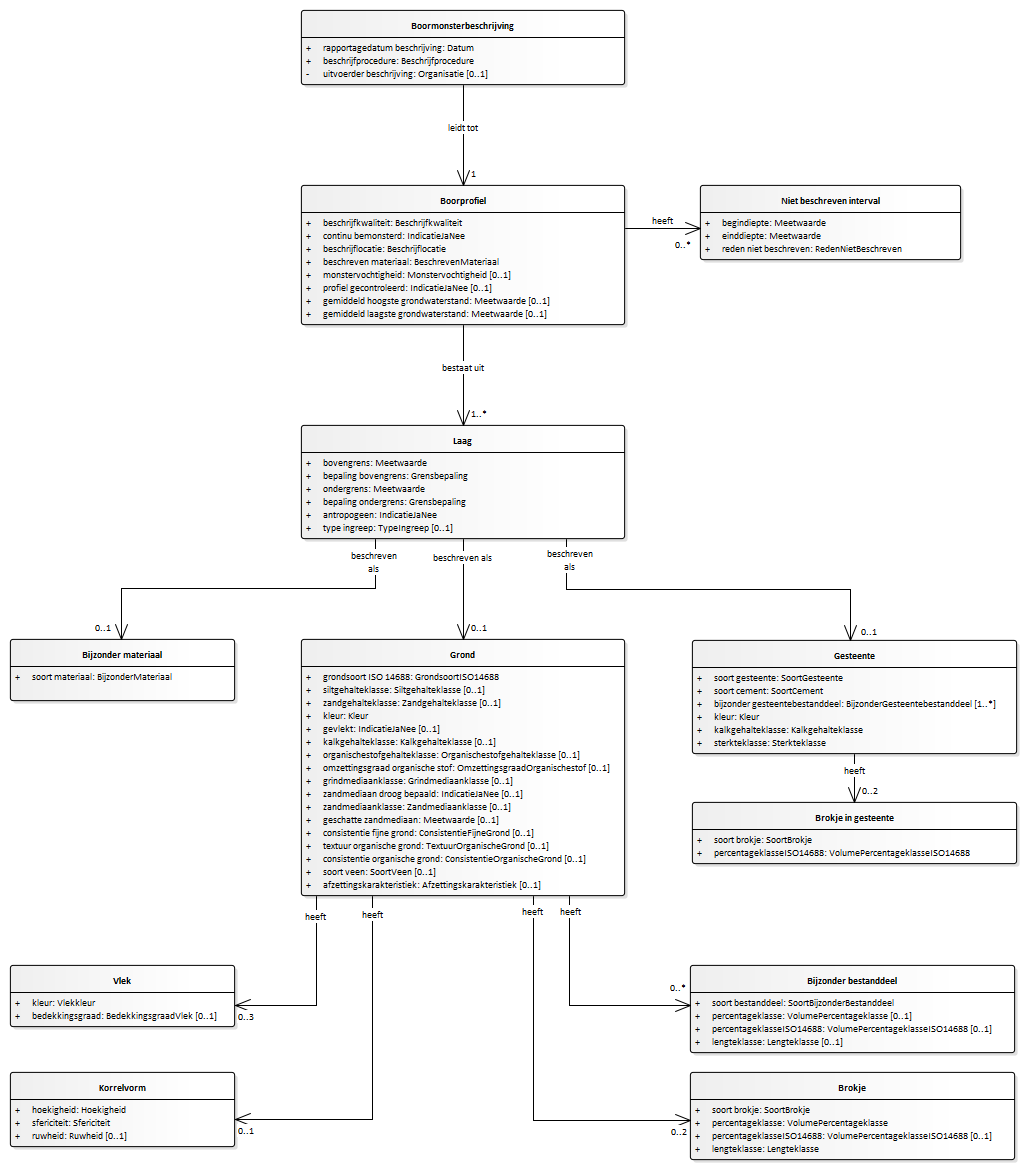 Boormonsterbeschrijving
+ rapportagedatum beschrijving: Datum
+ beschrijfprocedure: Beschrijfprocedure
- uitvoerder beschrijving: Organisatie [0..1]
leidt tot
1
Boorprofiel
+ beschrijfkwaliteit: Beschrijfkwaliteit
+ continu bemonsterd: IndicatieJaNee
+ beschrijflocatie: Beschrijflocatie
+ beschreven materiaal: BeschrevenMateriaal
+ monstervochtigheid: Monstervochtigheid [0..1]
+ profiel gecontroleerd: IndicatieJaNee [0..1]
+ gemiddeld hoogste grondwaterstand: Meetwaarde [0..1]
+ gemiddeld laagste grondwaterstand: Meetwaarde [0..1]
heeft
0..*
Niet beschreven interval
+ begindiepte: Meetwaarde
+ einddiepte: Meetwaarde
+ reden niet beschreven: RedenNietBeschreven
bestaat uit
1..*
Laag
+ bovengrens: Meetwaarde
+ bepaling bovengrens: Grensbepaling
+ ondergrens: Meetwaarde
+ bepaling ondergrens: Grensbepaling
+ antropogeen: IndicatieJaNee
+ type ingreep: TypeIngreep [0..1]
beschreven
als
beschreven als
beschreven
als
0..1
0..1
0..1
Bijzonder materiaal
+ soort materiaal: BijzonderMateriaal
Grond
+ grondsoort ISO 14688: GrondsoortISO14688
+ siltgehalteklasse: Siltgehalteklasse [0..1]
+ zandgehalteklasse: Zandgehalteklasse [0..1]
+ kleur: Kleur
+ gevlekt: IndicatieJaNee [0..1]
+ kalkgehalteklasse: Kalkgehalteklasse [0..1]
+ organischestofgehalteklasse: Organischestofgehalteklasse [0..1]
+ omzettingsgraad organische stof: OmzettingsgraadOrganischestof [0..1]
+ grindmediaanklasse: Grindmediaanklasse [0..1]
+ zandmediaan droog bepaald: IndicatieJaNee [0..1]
+ zandmediaanklasse: Zandmediaanklasse [0..1]
+ geschatte zandmediaan: Meetwaarde [0..1]
+ consistentie fijne grond: ConsistentieFijneGrond [0..1]
+ textuur organische grond: TextuurOrganischeGrond [0..1]
+ consistentie organische grond: ConsistentieOrganischeGrond [0..1]
+ soort veen: SoortVeen [0..1]
+ afzettingskarakteristiek: Afzettingskarakteristiek [0..1]
Gesteente
+ soort gesteente: SoortGesteente
+ soort cement: SoortCement
+ bijzonder gesteentebestanddeel: BijzonderGesteentebestanddeel [1..*]
+ kleur: Kleur
+ kalkgehalteklasse: Kalkgehalteklasse
+ sterkteklasse: Sterkteklasse
heeft
0..2
Brokje in gesteente
+ soort brokje: SoortBrokje
+ percentageklasseISO14688: VolumePercentageklasseISO14688
heeft
heeft
heeft
heeft
Vlek
+ kleur: Vlekkleur
+ bedekkingsgraad: BedekkingsgraadVlek [0..1]
0..3
0..*
Bijzonder bestanddeel
+ soort bestanddeel: SoortBijzonderBestanddeel
+ percentageklasse: VolumePercentageklasse [0..1]
+ percentageklasseISO14688: VolumePercentageklasseISO14688 [0..1]
+ lengteklasse: Lengteklasse [0..1]
Korrelvorm
+ hoekigheid: Hoekigheid
+ sfericiteit: Sfericiteit
+ ruwheid: Ruwheid [0..1]
0..1
0..2
Brokje
+ soort brokje: SoortBrokje
+ percentageklasse: VolumePercentageklasse
+ percentageklasseISO14688: VolumePercentageklasseISO14688 [0..1]
+ lengteklasse: Lengteklasse